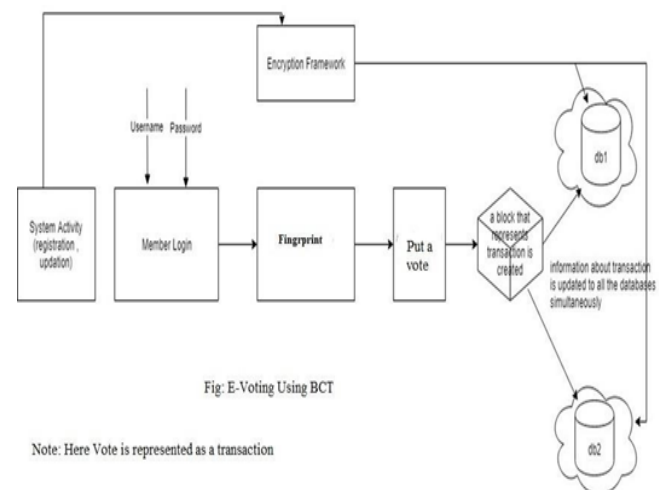 Encryption Framework
Username Password
db1
System Activity
(registration ,
updation)
Member Login
Fingrprint
Put a
vote
a block that
represents
transaction is
created
information about transaction
is updated to all the databases
simultaneously
Fig: E-Voting Using BCT
Note: Here Vote is represented as a transaction
db2